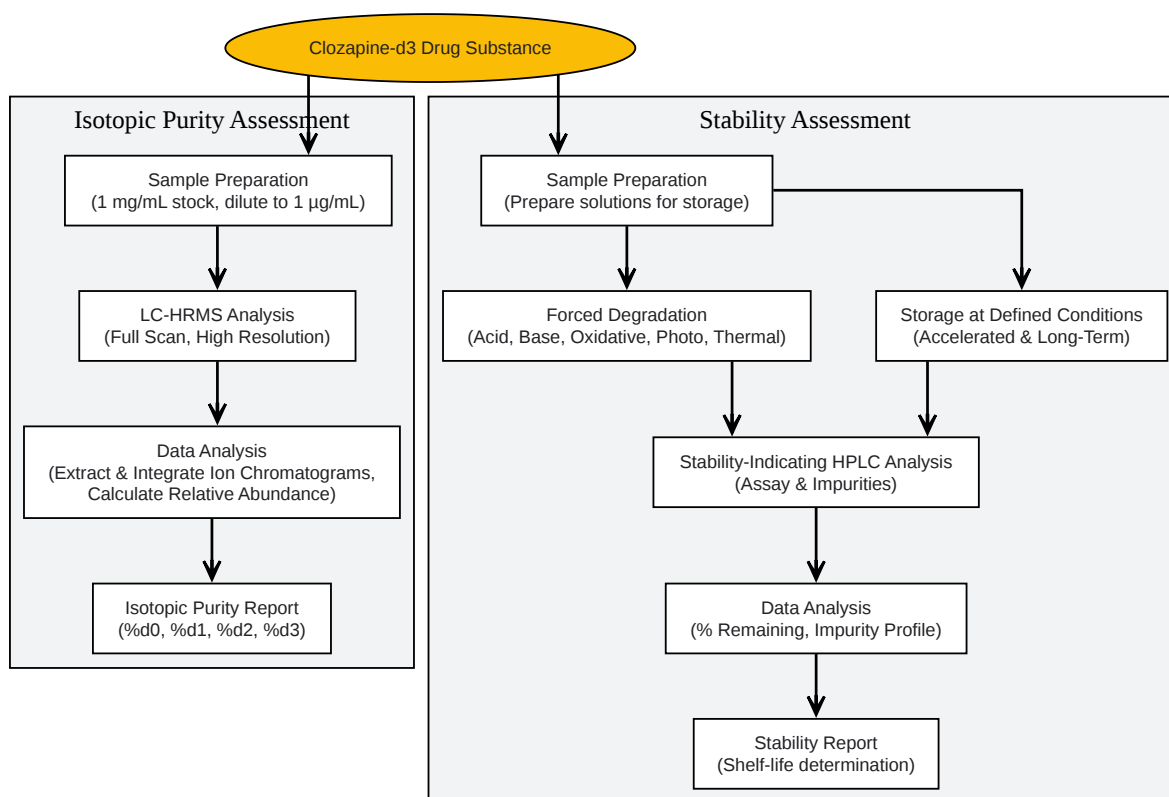 Clozapine-d3 Drug Substance
Isotopic Purity Assessment
Sample Preparation
(1 mg/mL stock, dilute to 1 µg/mL)
LC-HRMS Analysis
(Full Scan, High Resolution)
Data Analysis
(Extract & Integrate Ion Chromatograms,
Calculate Relative Abundance)
Isotopic Purity Report
(%d0, %d1, %d2, %d3)
Stability Assessment
Sample Preparation
(Prepare solutions for storage)
Forced Degradation
(Acid, Base, Oxidative, Photo, Thermal)
Storage at Defined Conditions
(Accelerated & Long-Term)
Stability-Indicating HPLC Analysis
(Assay & Impurities)
Data Analysis
(% Remaining, Impurity Profile)
Stability Report
(Shelf-life determination)